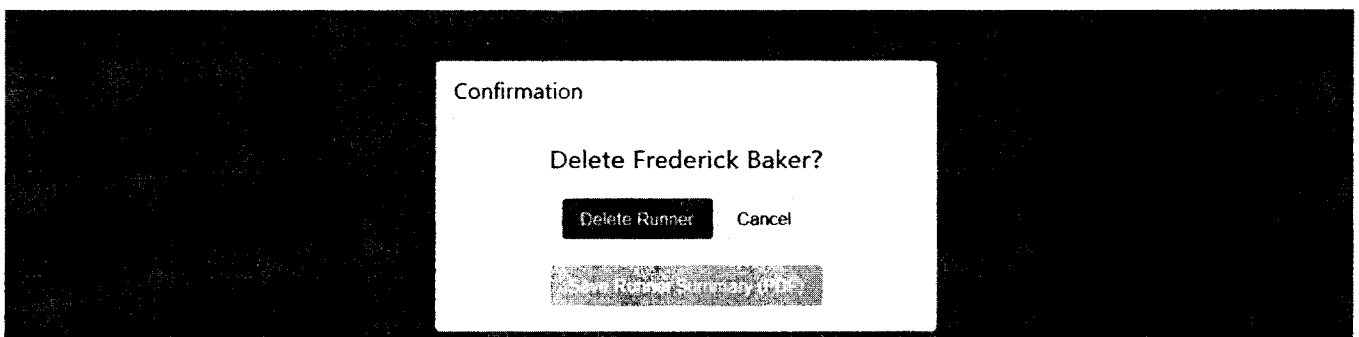 Confirmation
Delete Frederick Baker?
Delete Runner Cancel
Save Runner Summary (PDF)